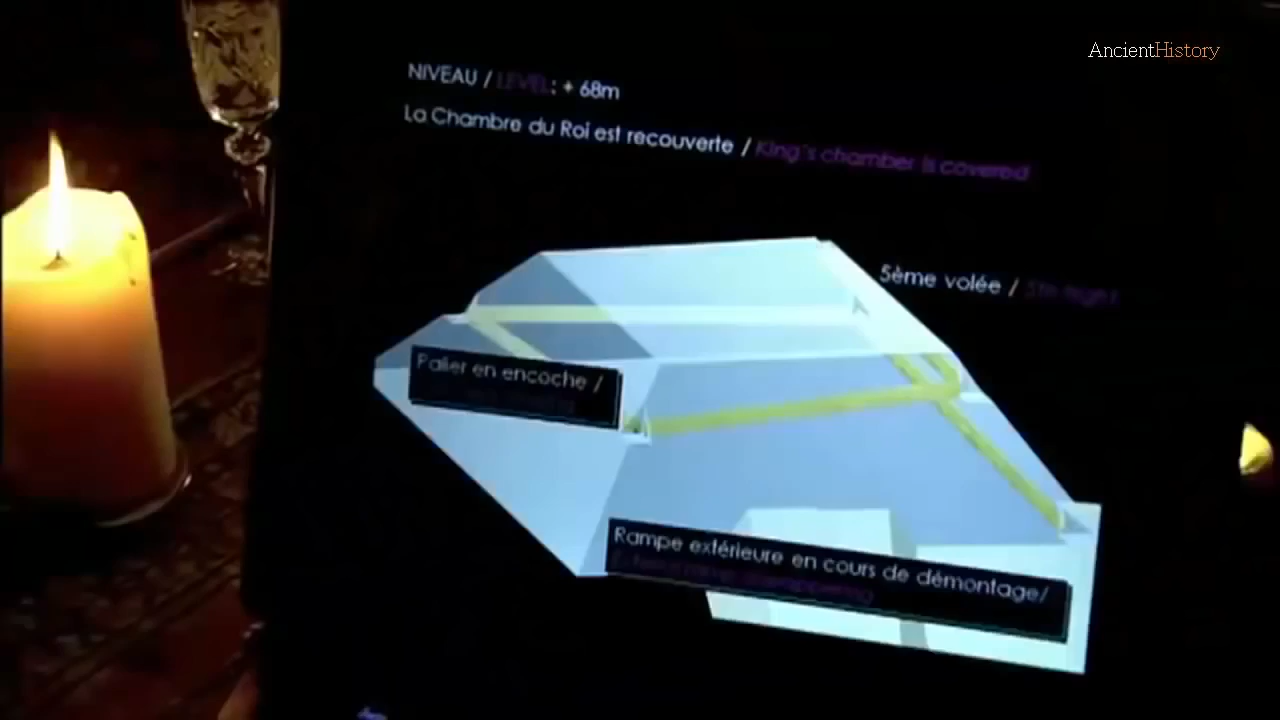 AncientHistory
NIVEAU / LEVEL: + 68m
La Chambre du Roi est recouverte / King's chamber is covered
5ème volée /
Palier en encoche /
Rampe extérieure en cours de démontage/